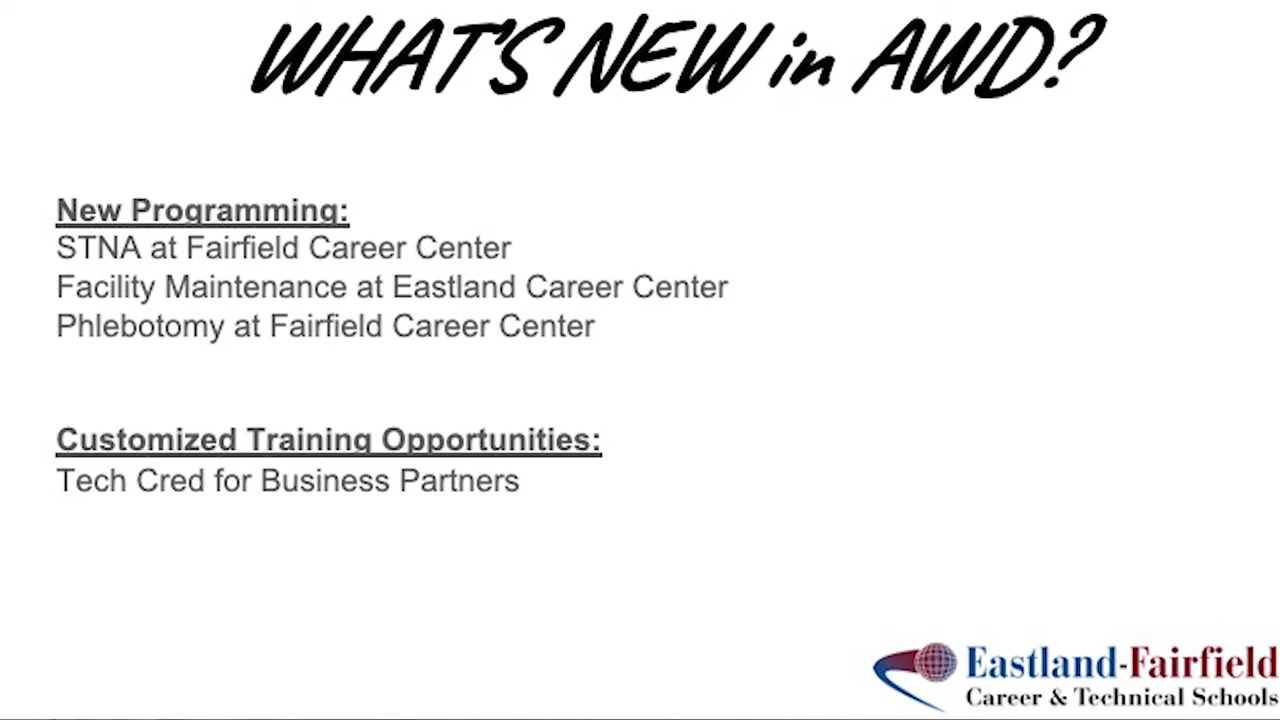 WHAT'S NEW in AWD?
New Programming:
STNA at Fairfield Career Center
Facility Maintenance at Eastland Career Center
Phlebotomy at Fairfield Career Center
Customized Training Opportunities:
Tech Cred for Business Partners
Eastland-Fairfield
Career & Technical Schools